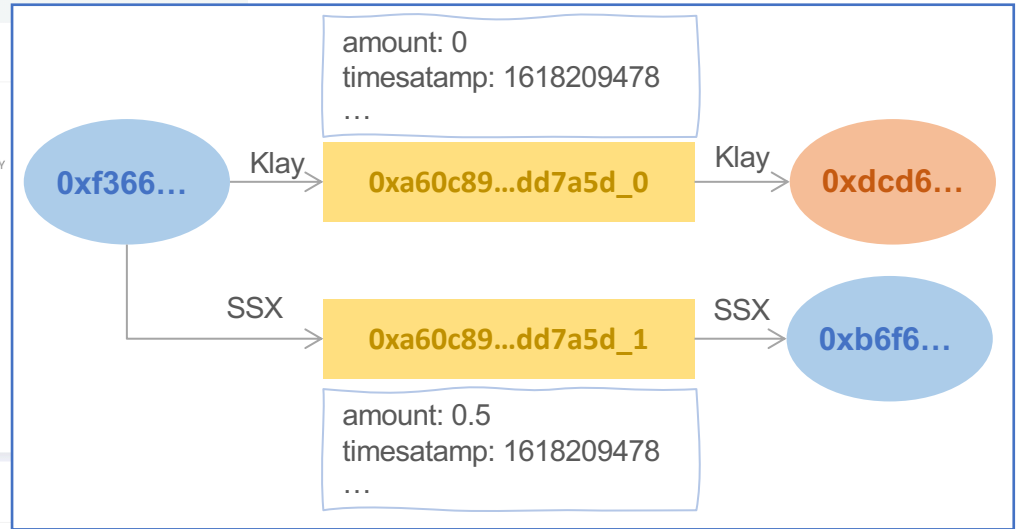 amount: 0
timesatamp: 1618209478
…
Y
0xf366…
Klay
0xa60c89…dd7a5d_0
Klay
0xdcd6…
SSX
0xa60c89…dd7a5d_1
SSX
0xb6f6…
amount: 0.5
timesatamp: 1618209478
…